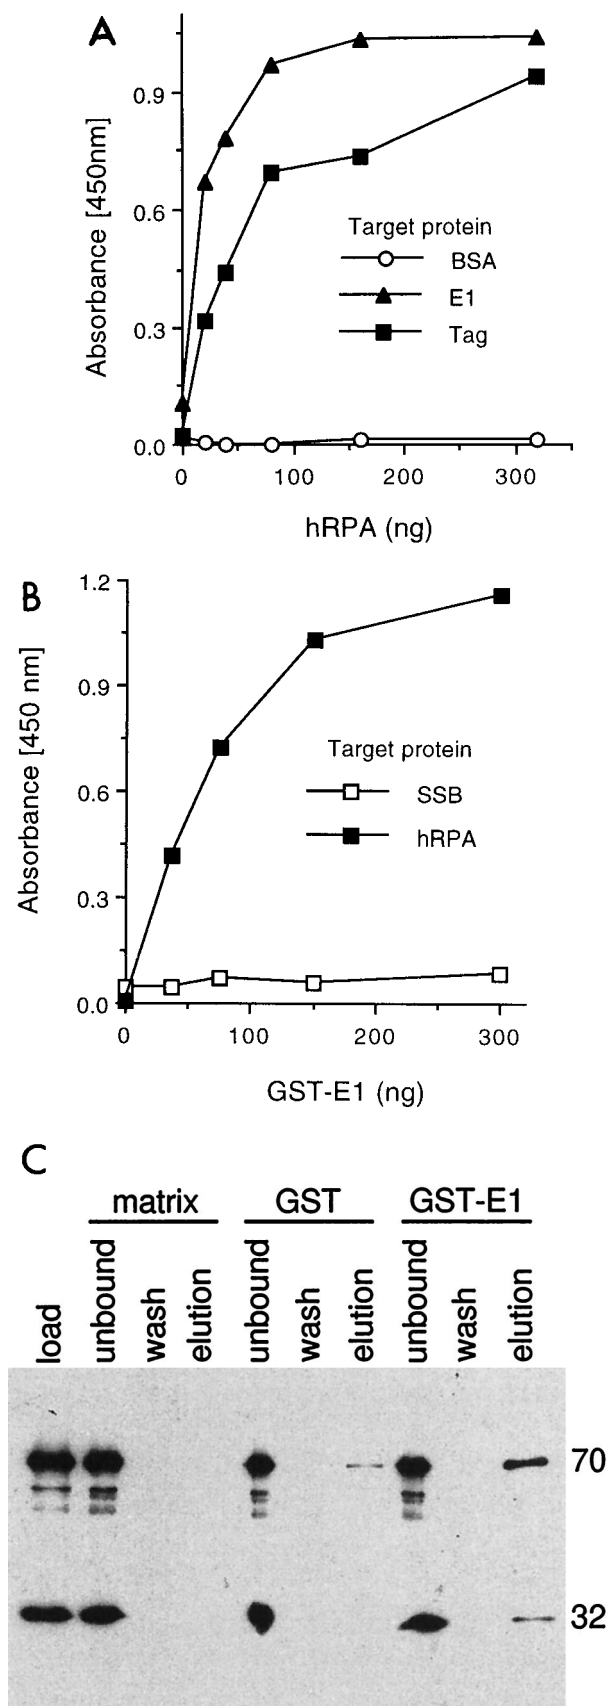 A
Absorbance [450nm]
0.9
0.6
0.3
0.0
Target protein
BSA
E1
Tag
0 100 200 300
hRPA (ng)
B
Absorbance [450 nm]
1.2
0.9
0.6
0.3
0.0
Target protein
SSB
hRPA
0 100 200 300
GST-E1 (ng)
C
matrix GST GST-E1
load unbound wash elution unbound wash elution unbound wash elution
70
32